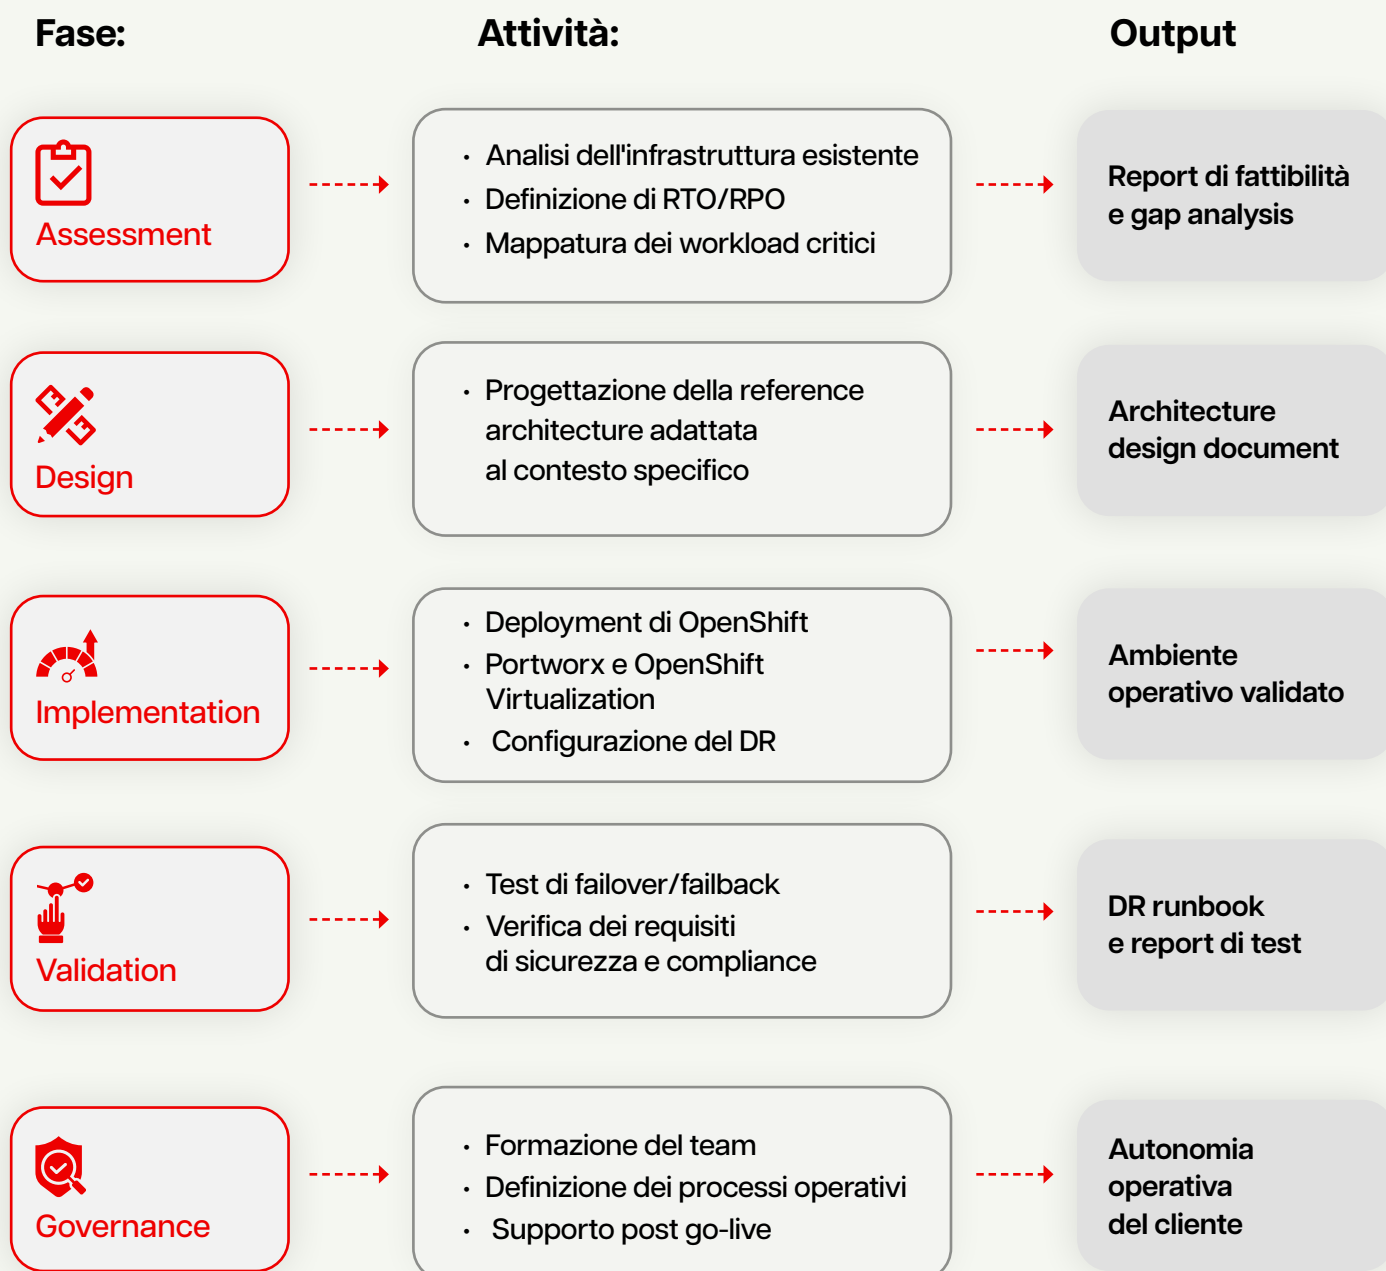 Fase:
Attività:
Output
Assessment
· Analisi dell'infrastruttura esistente
· Definizione di RTO/RPO
· Mappatura dei workload critici
Report di fattibilità
e gap analysis
Design
· Progettazione della reference
architecture adattata
al contesto specifico
Architecture
design document
Implementation
· Deployment di OpenShift
· Portworx e OpenShift
Virtualization
· Configurazione del DR
Ambiente
operativo validato
Validation
· Test di failover/failback
· Verifica dei requisiti
di sicurezza e compliance
DR runbook
e report di test
Governance
· Formazione del team
· Definizione dei processi operativi
· Supporto post go-live
Autonomia
operativa
del cliente